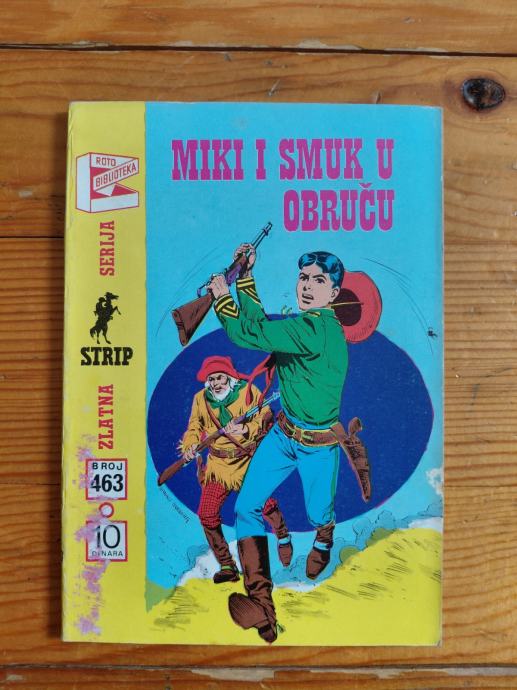 ROTO
BIBLIOTEKA
ZLATNA STRIP SERIJA
BROJ
463
10
DINARA
MIKI I SMUK U
OBRUČU